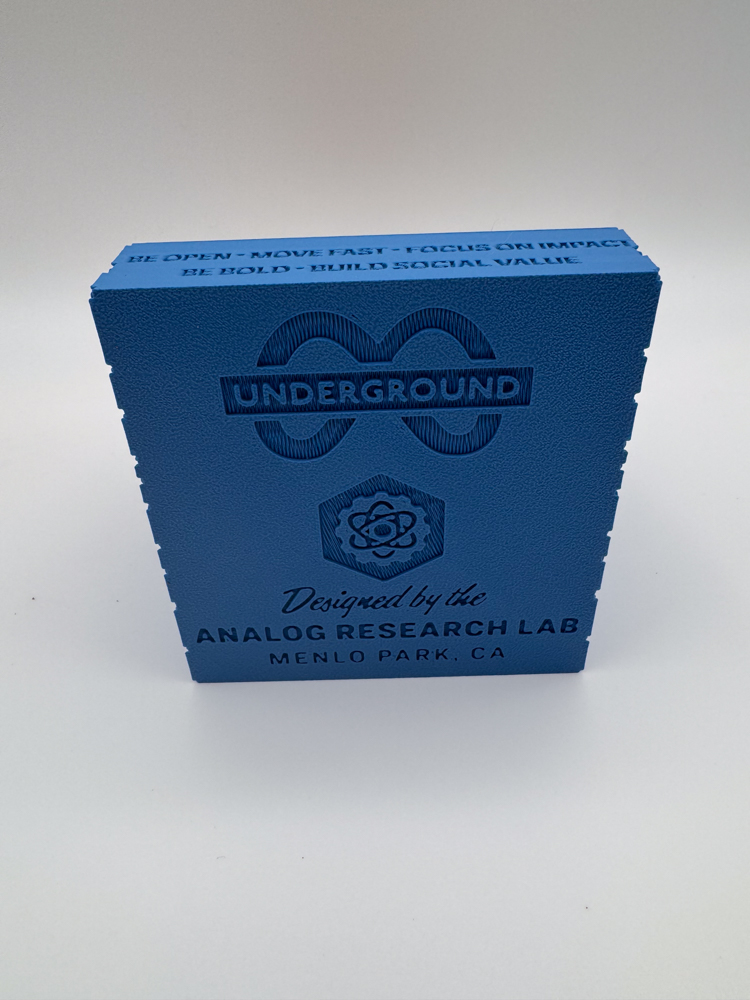 BE OPEN - MOVE FAST - FOCUS ON IMPACT
BE BOLD - BUILD SOCIAL VALUE
UNDERGROUND
Designed by the
ANALOG RESEARCH LAB
MENLO PARK, CA